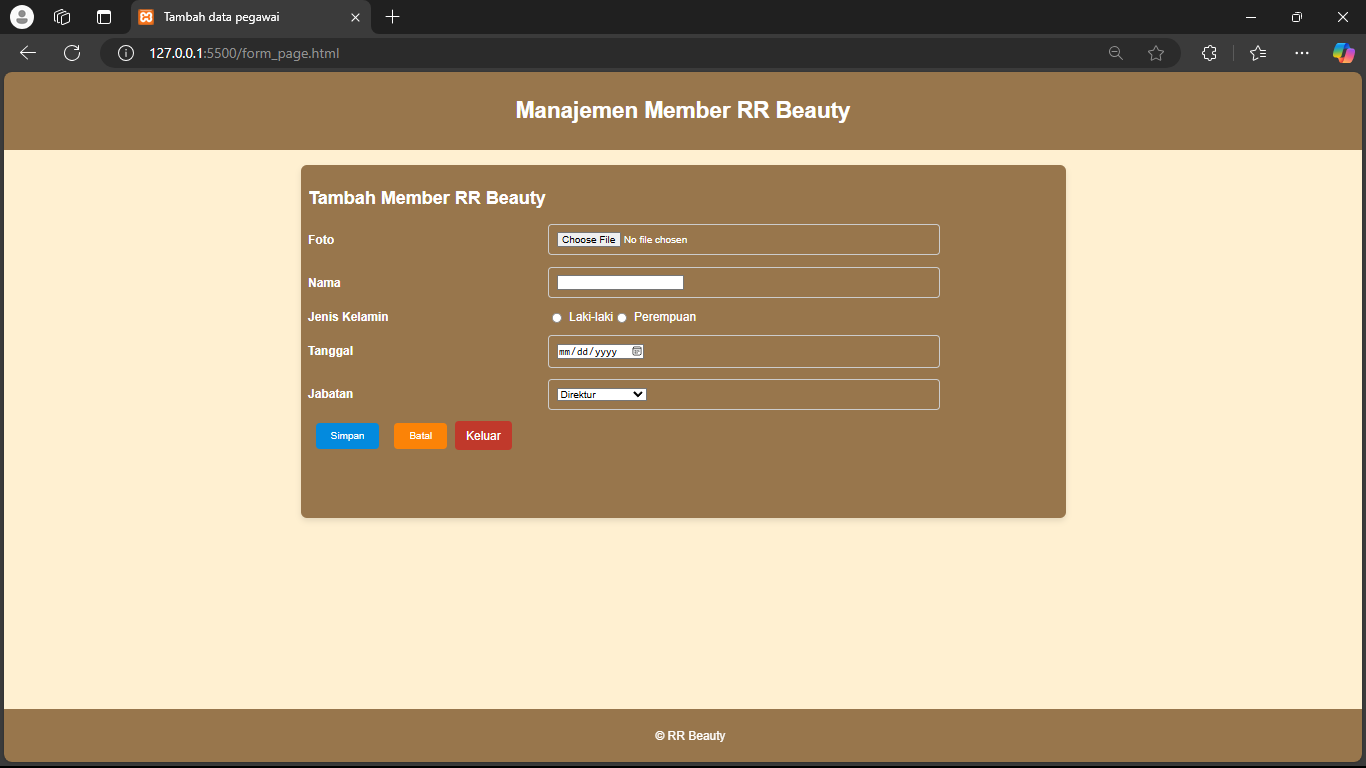 Tambah data pegawai
127.0.0.1:5500/form_page.html
Manajemen Member RR Beauty
Tambah Member RR Beauty
Foto Choose File No file chosen
Nama
Jenis Kelamin Laki-laki Perempuan
Tanggal mm/dd/yyyy
Jabatan Direktur
Simpan Batal Keluar
© RR Beauty